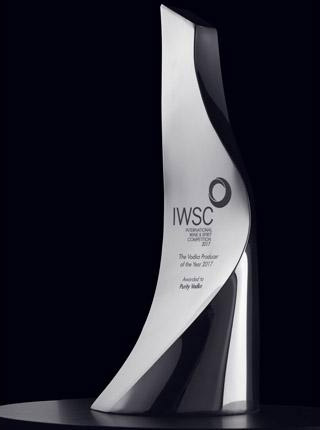 IWSC
INTERNATIONAL
WINE & SPIRIT
COMPETITION
2017
The Vodka Producer
of the Year 2017
Awarded to
Purity Vodka